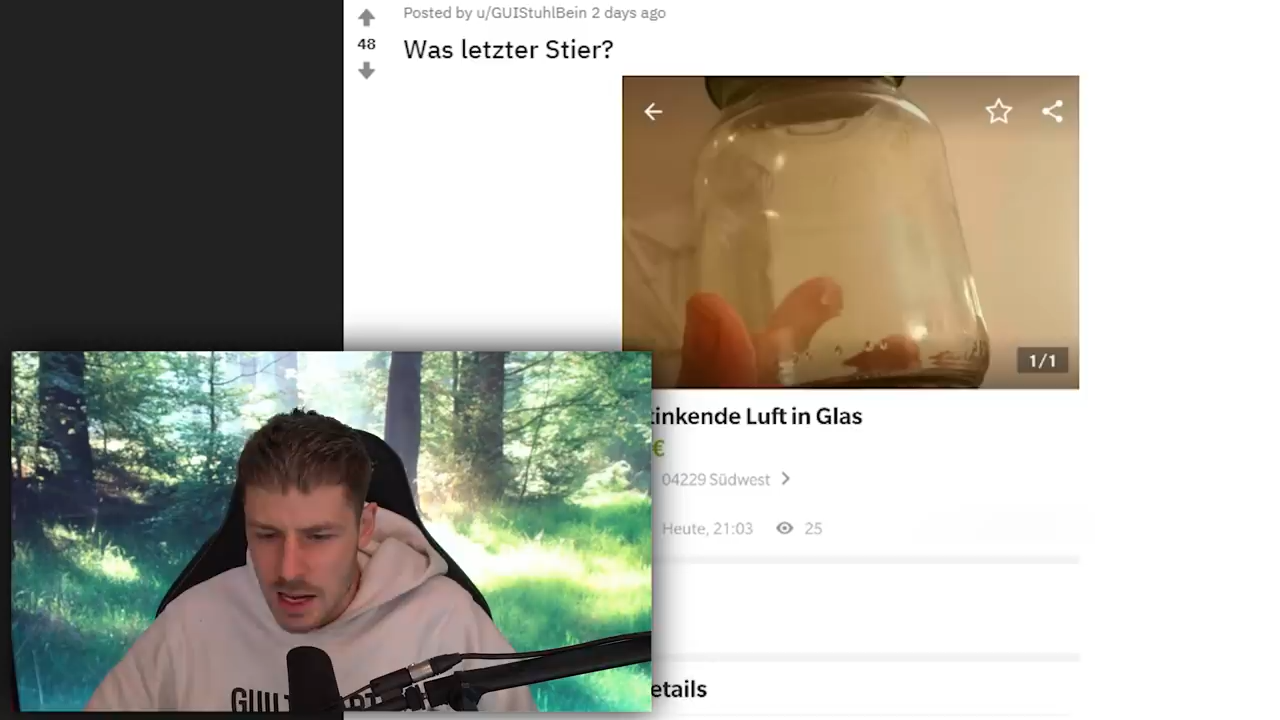 Posted by u/GUIStuhlBein 2 days ago
48
Was letzter Stier?
1/1
tinkende Luft in Glas
€
04229 Südwest
Heute, 21:03 25
etails